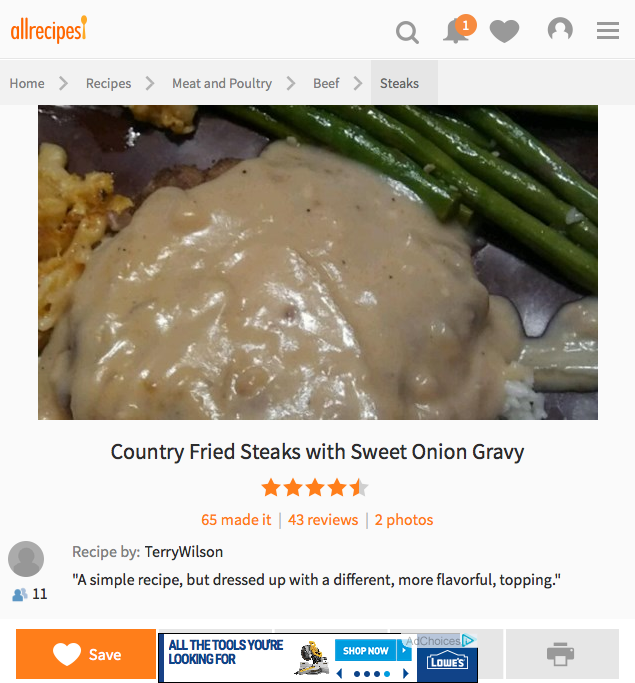 allrecipes
1
Home Recipes Meat and Poultry Beef Steaks
Country Fried Steaks with Sweet Onion Gravy
65 made it | 43 reviews | 2 photos
Recipe by: TerryWilson
"A simple recipe, but dressed up with a different, more flavorful, topping."
11
Save
ALL THE TOOLS YOU'RE
LOOKING FOR
SHOP NOW
AdChoices
LOWE'S